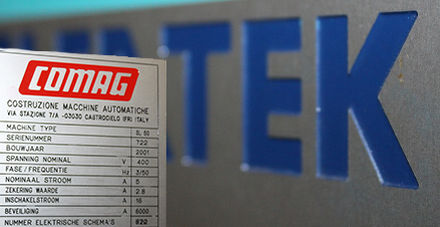 COMAG
COSTRUZIONE MACCHINE AUTOMATICHE
VIA STAZIONE 7/A -03030 CASTROCIELO (FR) ITALY
MACHINE TYPE SL 50
SERIENUMMER 722
BOUWJAAR 2001
SPANNING NOMINAL V 400
FASE/FREQUENTIE Hz 3/50
NOMINAAL STROOM A 5
ZEKERING WAARDE A 2.8
INSCHAKELSTROOM A 16
BEVEILIGING A 6000
NUMMER ELEKTRISCHE SCHEMA'S 822